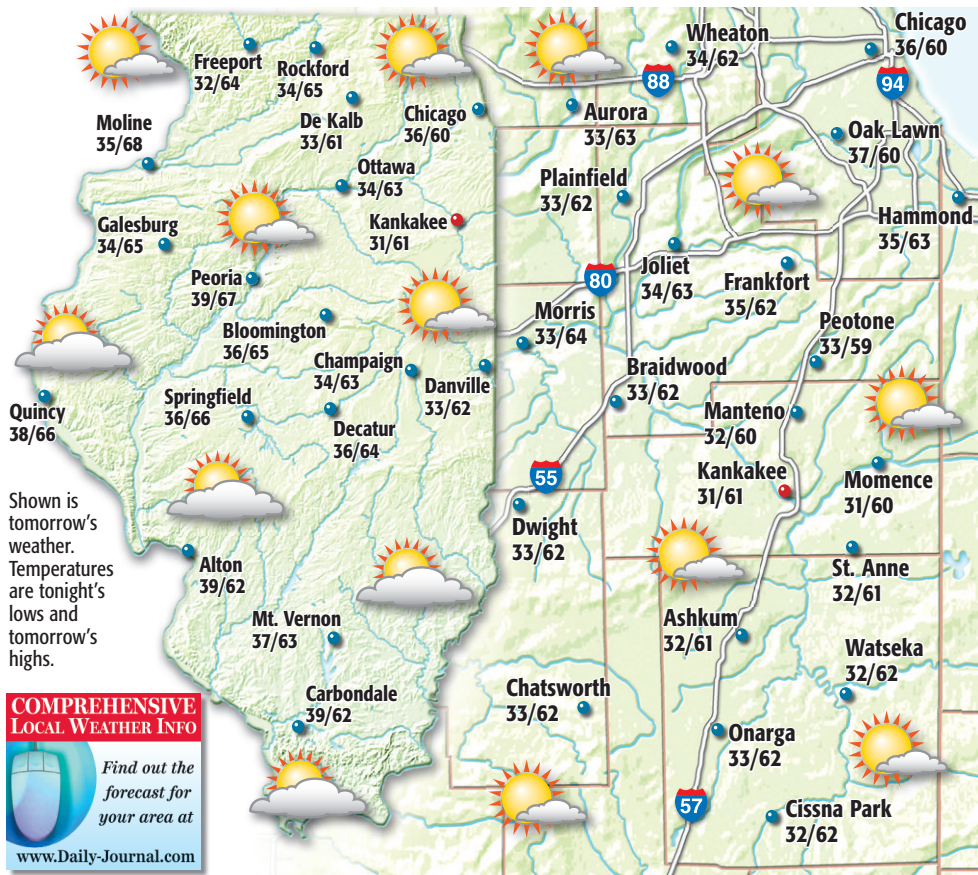 Freeport
32/64
Rockford
34/65
De Kalb
33/61
Chicago
36/60
Moline
35/68
Ottawa
34/63
Galesburg
34/65
Kankakee
31/61
Peoria
39/67
Bloomington
36/65
Champaign
34/63
Danville
33/62
Quincy
38/66
Springfield
36/66
Decatur
36/64
Shown is
tomorrow's
weather.
Temperatures
are tonight's
lows and
tomorrow's
highs.
Alton
39/62
Mt. Vernon
37/63
Carbondale
39/62
COMPREHENSIVE
LOCAL WEATHER INFO
Find out the
forecast for
your area at
www.Daily-Journal.com
Wheaton
34/62
Chicago
36/60
88
94
Aurora
33/63
Oak Lawn
37/60
Plainfield
33/62
Hammond
35/63
Joliet
34/63
80
Frankfort
35/62
Morris
33/64
Peotone
33/59
Braidwood
33/62
Manteno
32/60
Kankakee
31/61
Momence
31/60
55
Dwight
33/62
St. Anne
32/61
Ashkum
32/61
Watseka
32/62
Chatsworth
33/62
Onarga
33/62
57
Cissna Park
32/62